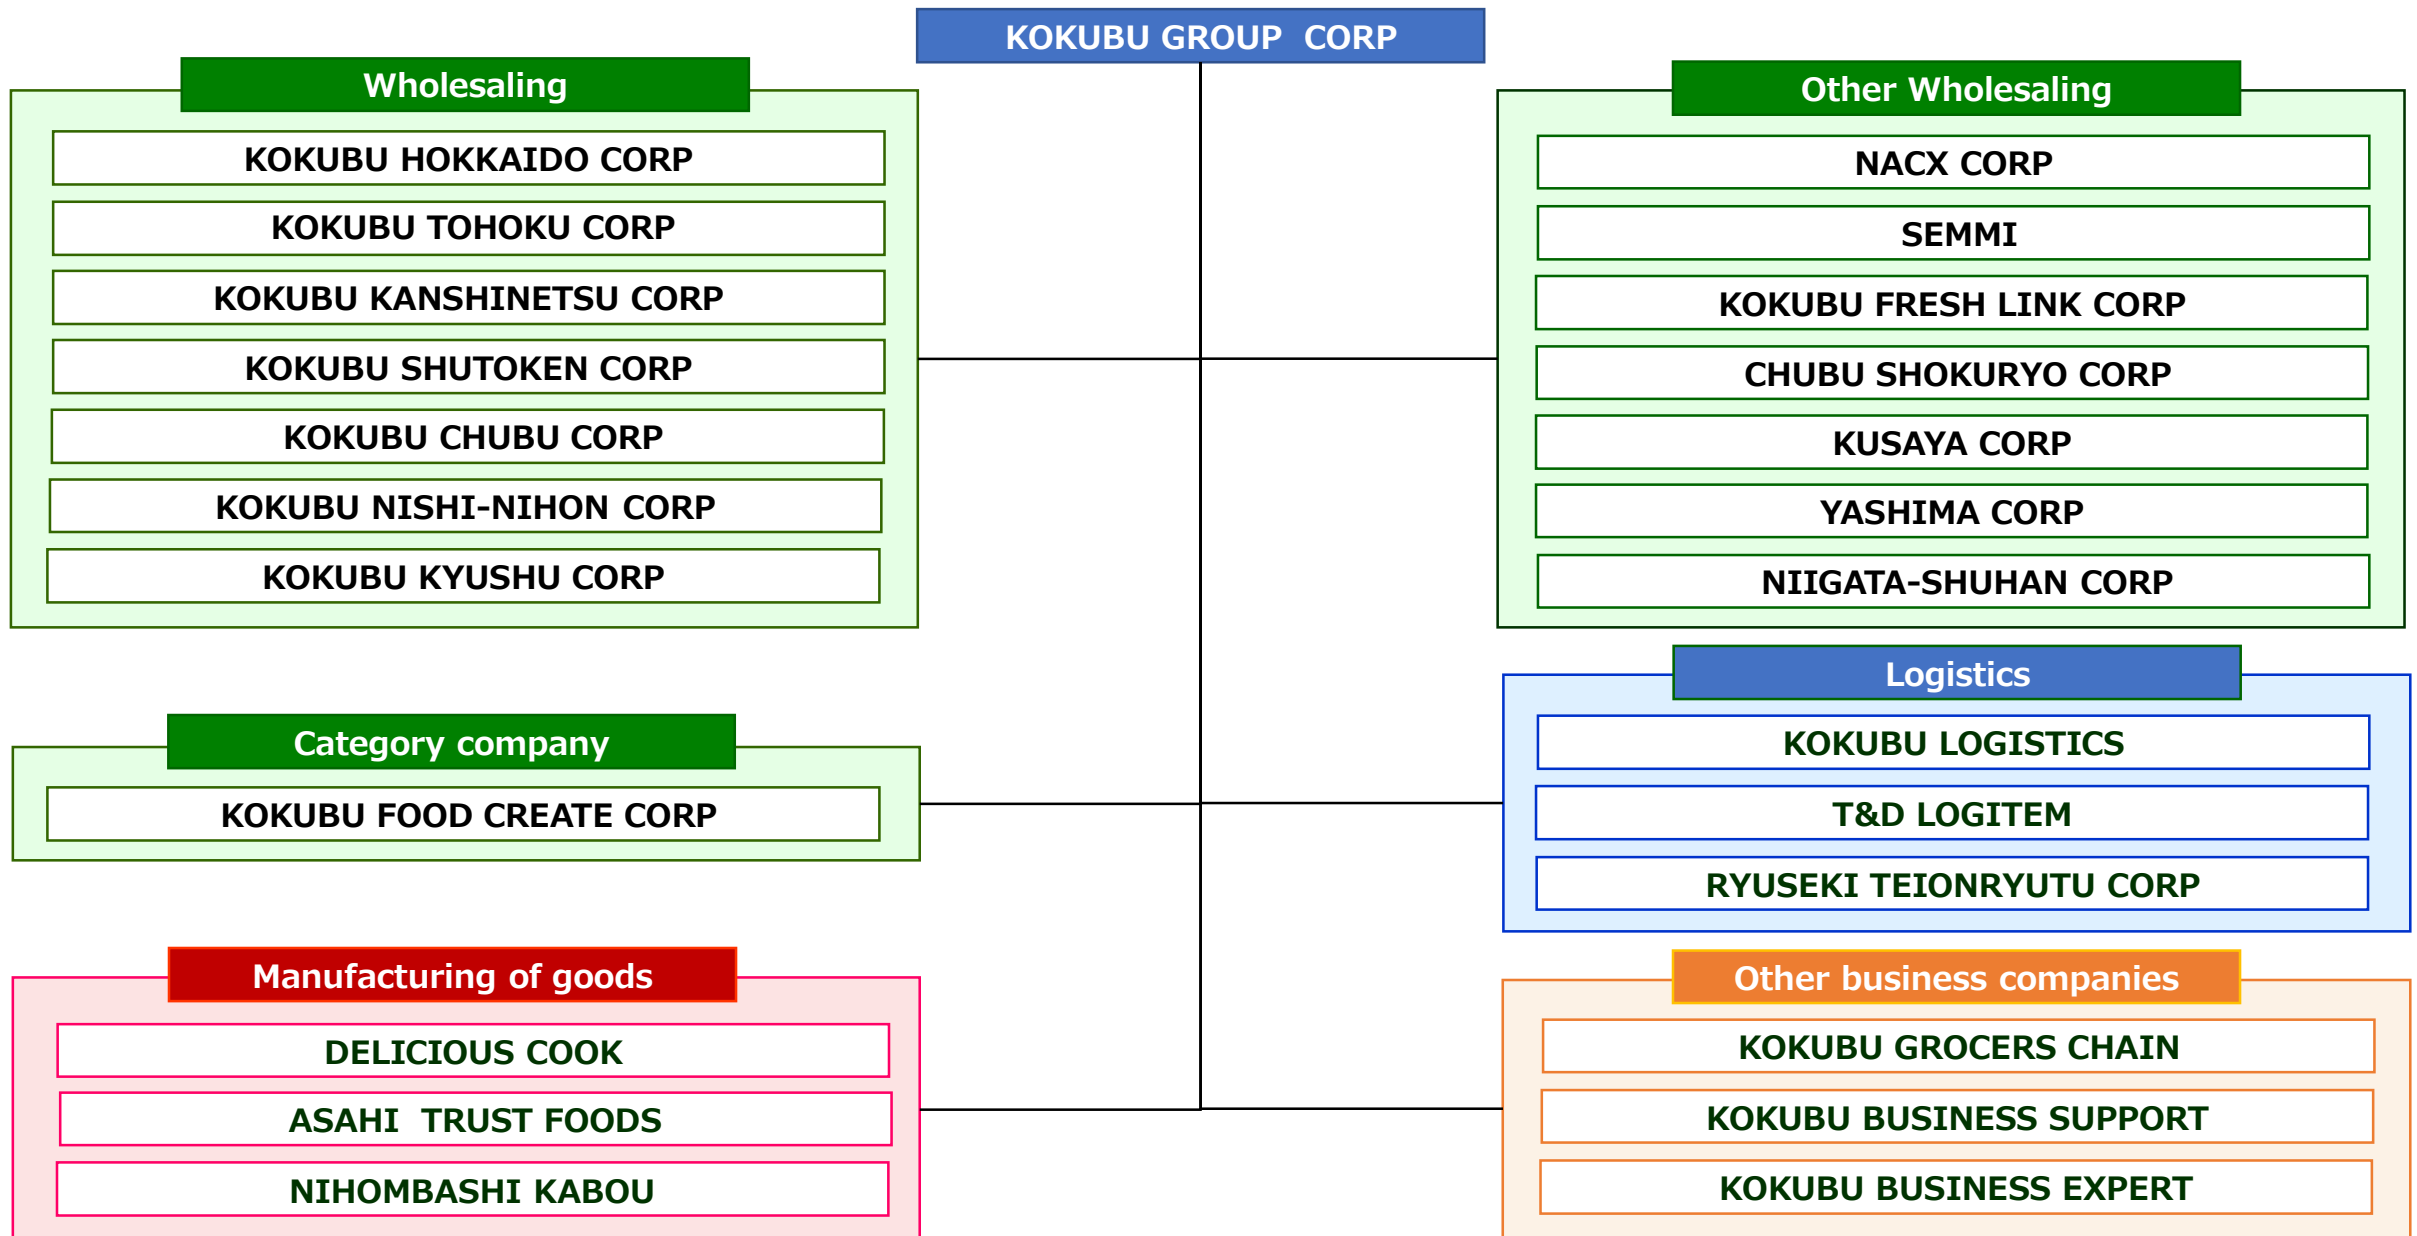 KOKUBU GROUP CORP
Wholesaling
KOKUBU HOKKAIDO CORP
KOKUBU TOHOKU CORP
KOKUBU KANSHINETSU CORP
KOKUBU SHUTOKEN CORP
KOKUBU CHUBU CORP
KOKUBU NISHI-NIHON CORP
KOKUBU KYUSHU CORP
Other Wholesaling
NACX CORP
SEMMI
KOKUBU FRESH LINK CORP
CHUBU SHOKURYO CORP
KUSAYA CORP
YASHIMA CORP
NIIGATA-SHUHAN CORP
Category company
KOKUBU FOOD CREATE CORP
Logistics
KOKUBU LOGISTICS
T&D LOGITEM
RYUSEKI TEIONRYUTU CORP
Manufacturing of goods
DELICIOUS COOK
ASAHI TRUST FOODS
NIHOMBASHI KABOU
Other business companies
KOKUBU GROCERS CHAIN
KOKUBU BUSINESS SUPPORT
KOKUBU BUSINESS EXPERT